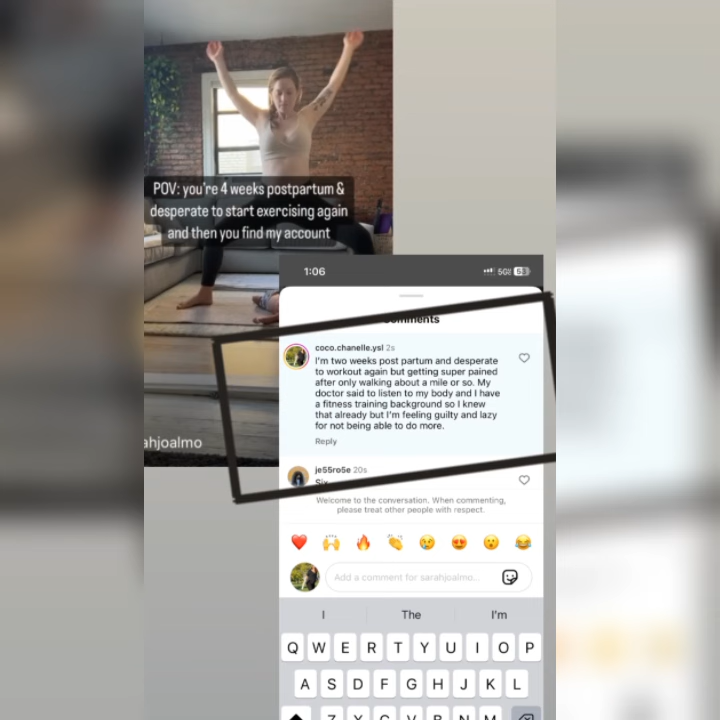 POV: you're 4 weeks postpartum &
desperate to start exercising again
and then you find my account
ahjoalmo
1:06
5G
coco.chanelle.ysl 2s
I'm two weeks post partum and desperate
to workout again but getting super pained
after only walking about a mile or so. My
doctor said to listen to my body and I have
a fitness training background so I knew
that already but I'm feeling guilty and lazy
for not being able to do more.
Reply
je55ro5e 20s
Welcome to the conversation. When commenting,
please treat other people with respect.
Add a comment for sarahjoalmo...
I The I'm
Q W E R T Y U I O P
A S D F G H J K L
Z X C V B N M